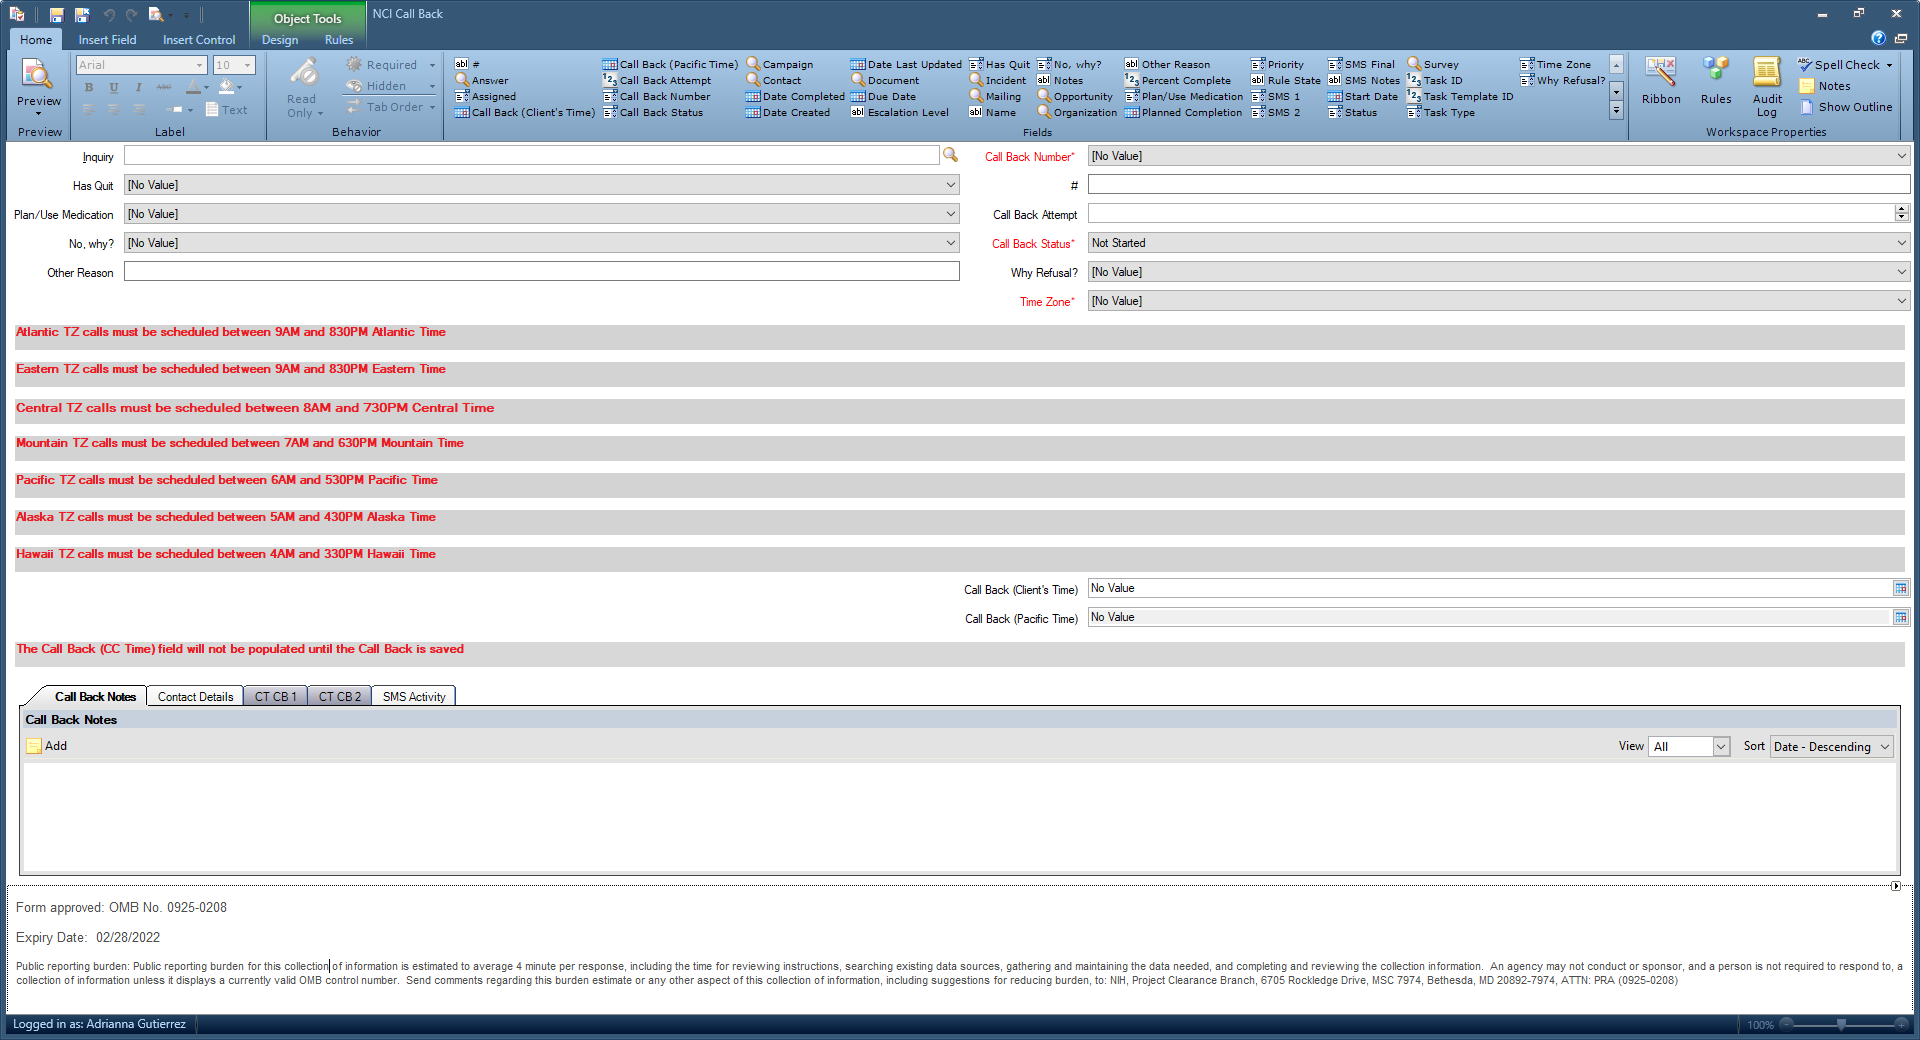 Object Tools
NCI Call Back
Home
Insert Field
Insert Control
Design
Rules
Preview
Preview
Arial
10
B U I ABC
Text
Label
Read Only
Required
Hidden
Tab Order
Behavior
#
Answer
Assigned
Call Back (Client's Time)
Call Back (Pacific Time)
Call Back Attempt
Call Back Number
Call Back Status
Campaign
Contact
Date Completed
Date Created
Date Last Updated
Document
Due Date
Escalation Level
Has Quit
Incident
Mailing
Name
No, why?
Notes
Opportunity
Organization
Other Reason
Percent Complete
Plan/Use Medication
Planned Completion
Priority
Rule State
SMS 1
SMS 2
SMS Final
SMS Notes
Start Date
Status
Survey
Task ID
Task Template ID
Task Type
Time Zone
Why Refusal?
Fields
Ribbon
Rules
Audit Log
Spell Check
Notes
Show Outline
Workspace Properties
Inquiry
Has Quit [No Value]
Plan/Use Medication [No Value]
No, why? [No Value]
Other Reason
Call Back Number* [No Value]
#
Call Back Attempt
Call Back Status* Not Started
Why Refusal? [No Value]
Time Zone* [No Value]
Atlantic TZ calls must be scheduled between 9AM and 830PM Atlantic Time
Eastern TZ calls must be scheduled between 9AM and 830PM Eastern Time
Central TZ calls must be scheduled between 8AM and 730PM Central Time
Mountain TZ calls must be scheduled between 7AM and 630PM Mountain Time
Pacific TZ calls must be scheduled between 6AM and 530PM Pacific Time
Alaska TZ calls must be scheduled between 5AM and 430PM Alaska Time
Hawaii TZ calls must be scheduled between 4AM and 330PM Hawaii Time
Call Back (Client's Time) No Value
Call Back (Pacific Time) No Value
The Call Back (CC Time) field will not be populated until the Call Back is saved
Call Back Notes
Contact Details
CT CB 1
CT CB 2
SMS Activity
Call Back Notes
Add
View All
Sort Date - Descending
Form approved: OMB No. 0925-0208
Expiry Date: 02/28/2022
Public reporting burden: Public reporting burden for this collection of information is estimated to average 4 minute per response, including the time for reviewing instructions, searching existing data sources, gathering and maintaining the data needed, and completing and reviewing the collection information. An agency may not conduct or sponsor, and a person is not required to respond to, a
collection of information unless it displays a currently valid OMB control number. Send comments regarding this burden estimate or any other aspect of this collection of information, including suggestions for reducing burden, to: NIH, Project Clearance Branch, 6705 Rockledge Drive, MSC 7974, Bethesda, MD 20892-7974, ATTN: PRA (0925-0208)
Logged in as: Adrianna Gutierrez
100%